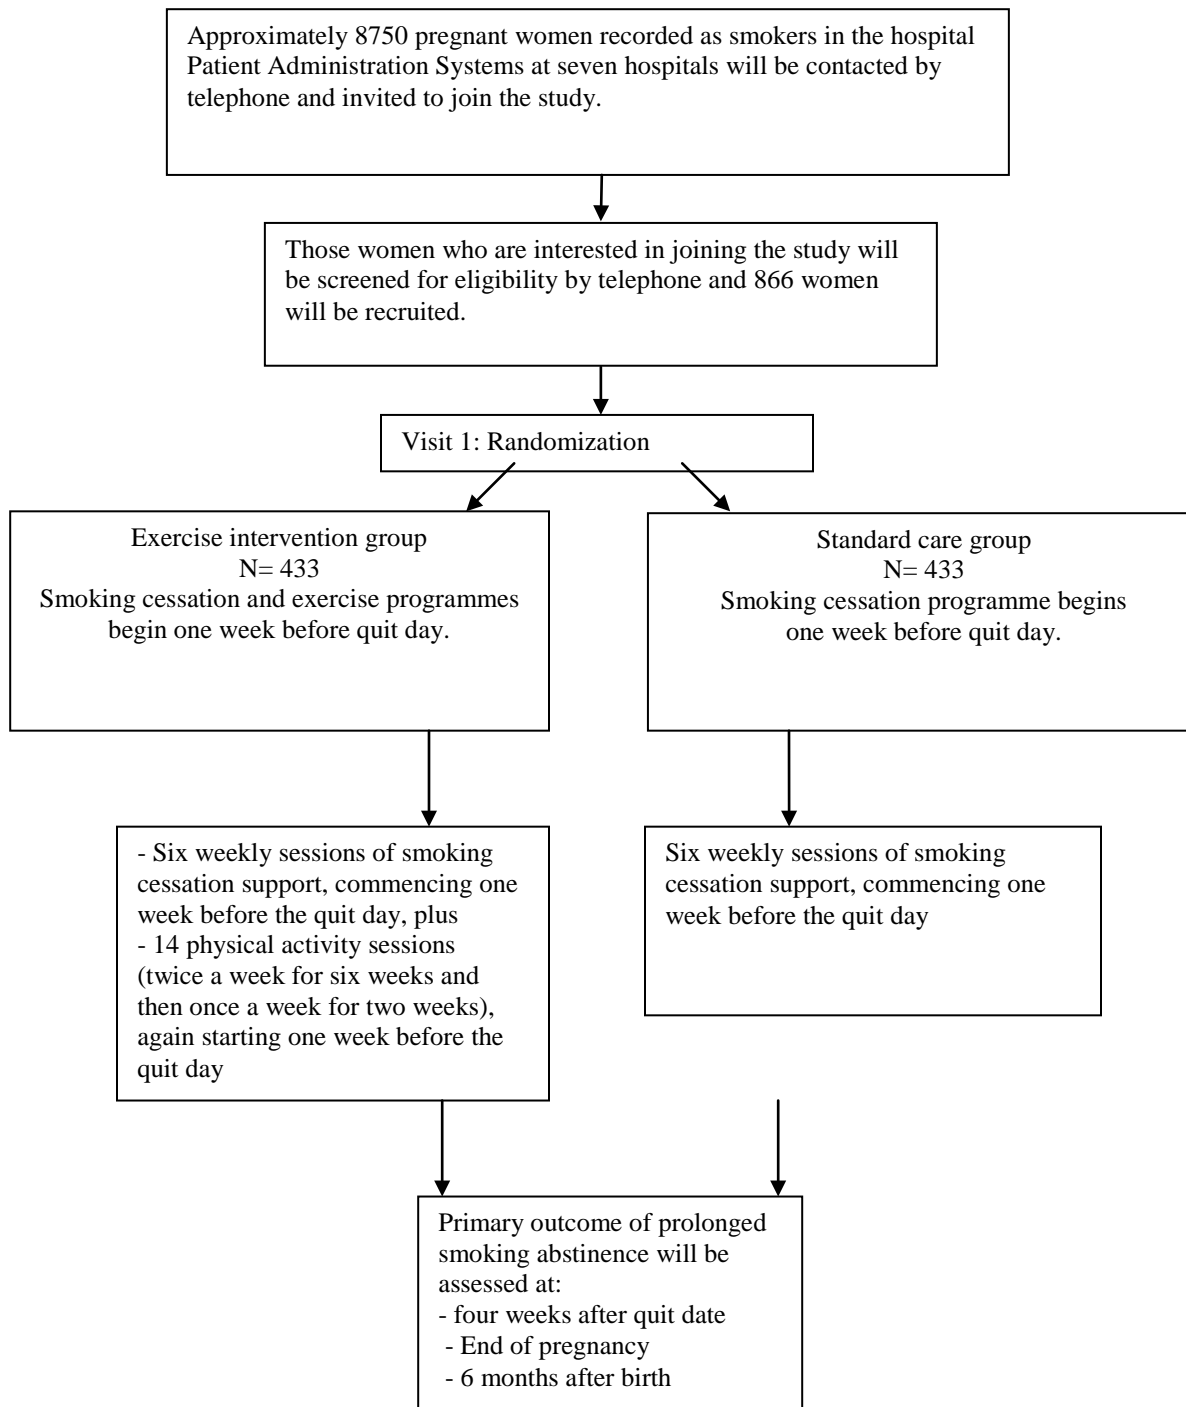 Approximately 8750 pregnant women recorded as smokers in the hospital
Patient Administration Systems at seven hospitals will be contacted by
telephone and invited to join the study.
Those women who are interested in joining the study will
be screened for eligibility by telephone and 866 women
will be recruited.
Visit 1: Randomization
Exercise intervention group
N= 433
Smoking cessation and exercise programmes
begin one week before quit day.
Standard care group
N= 433
Smoking cessation programme begins
one week before quit day.
- Six weekly sessions of smoking
cessation support, commencing one
week before the quit day, plus
- 14 physical activity sessions
(twice a week for six weeks and
then once a week for two weeks),
again starting one week before the
quit day
Six weekly sessions of smoking
cessation support, commencing one
week before the quit day
Primary outcome of prolonged
smoking abstinence will be
assessed at:
- four weeks after quit date
- End of pregnancy
- 6 months after birth